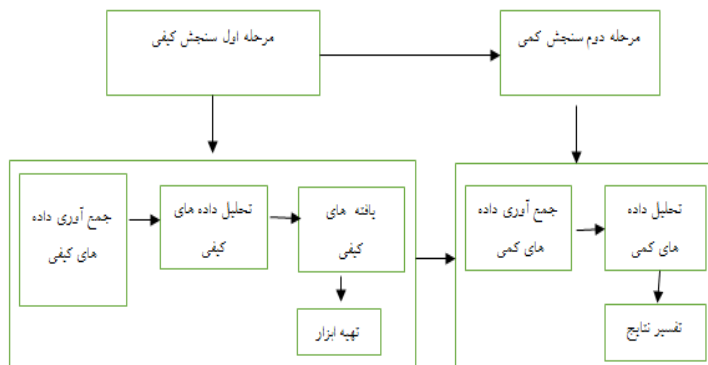 مرحله اول سنجش کیفی
مرحله دوم سنجش کمی
جمع آوری داده
های کیفی
تحلیل داده های
کیفی
یافته های
کیفی
تهیه ابزار
جمع آوری داده
های کمی
تحلیل داده
های کمی
تفسیر نتایج